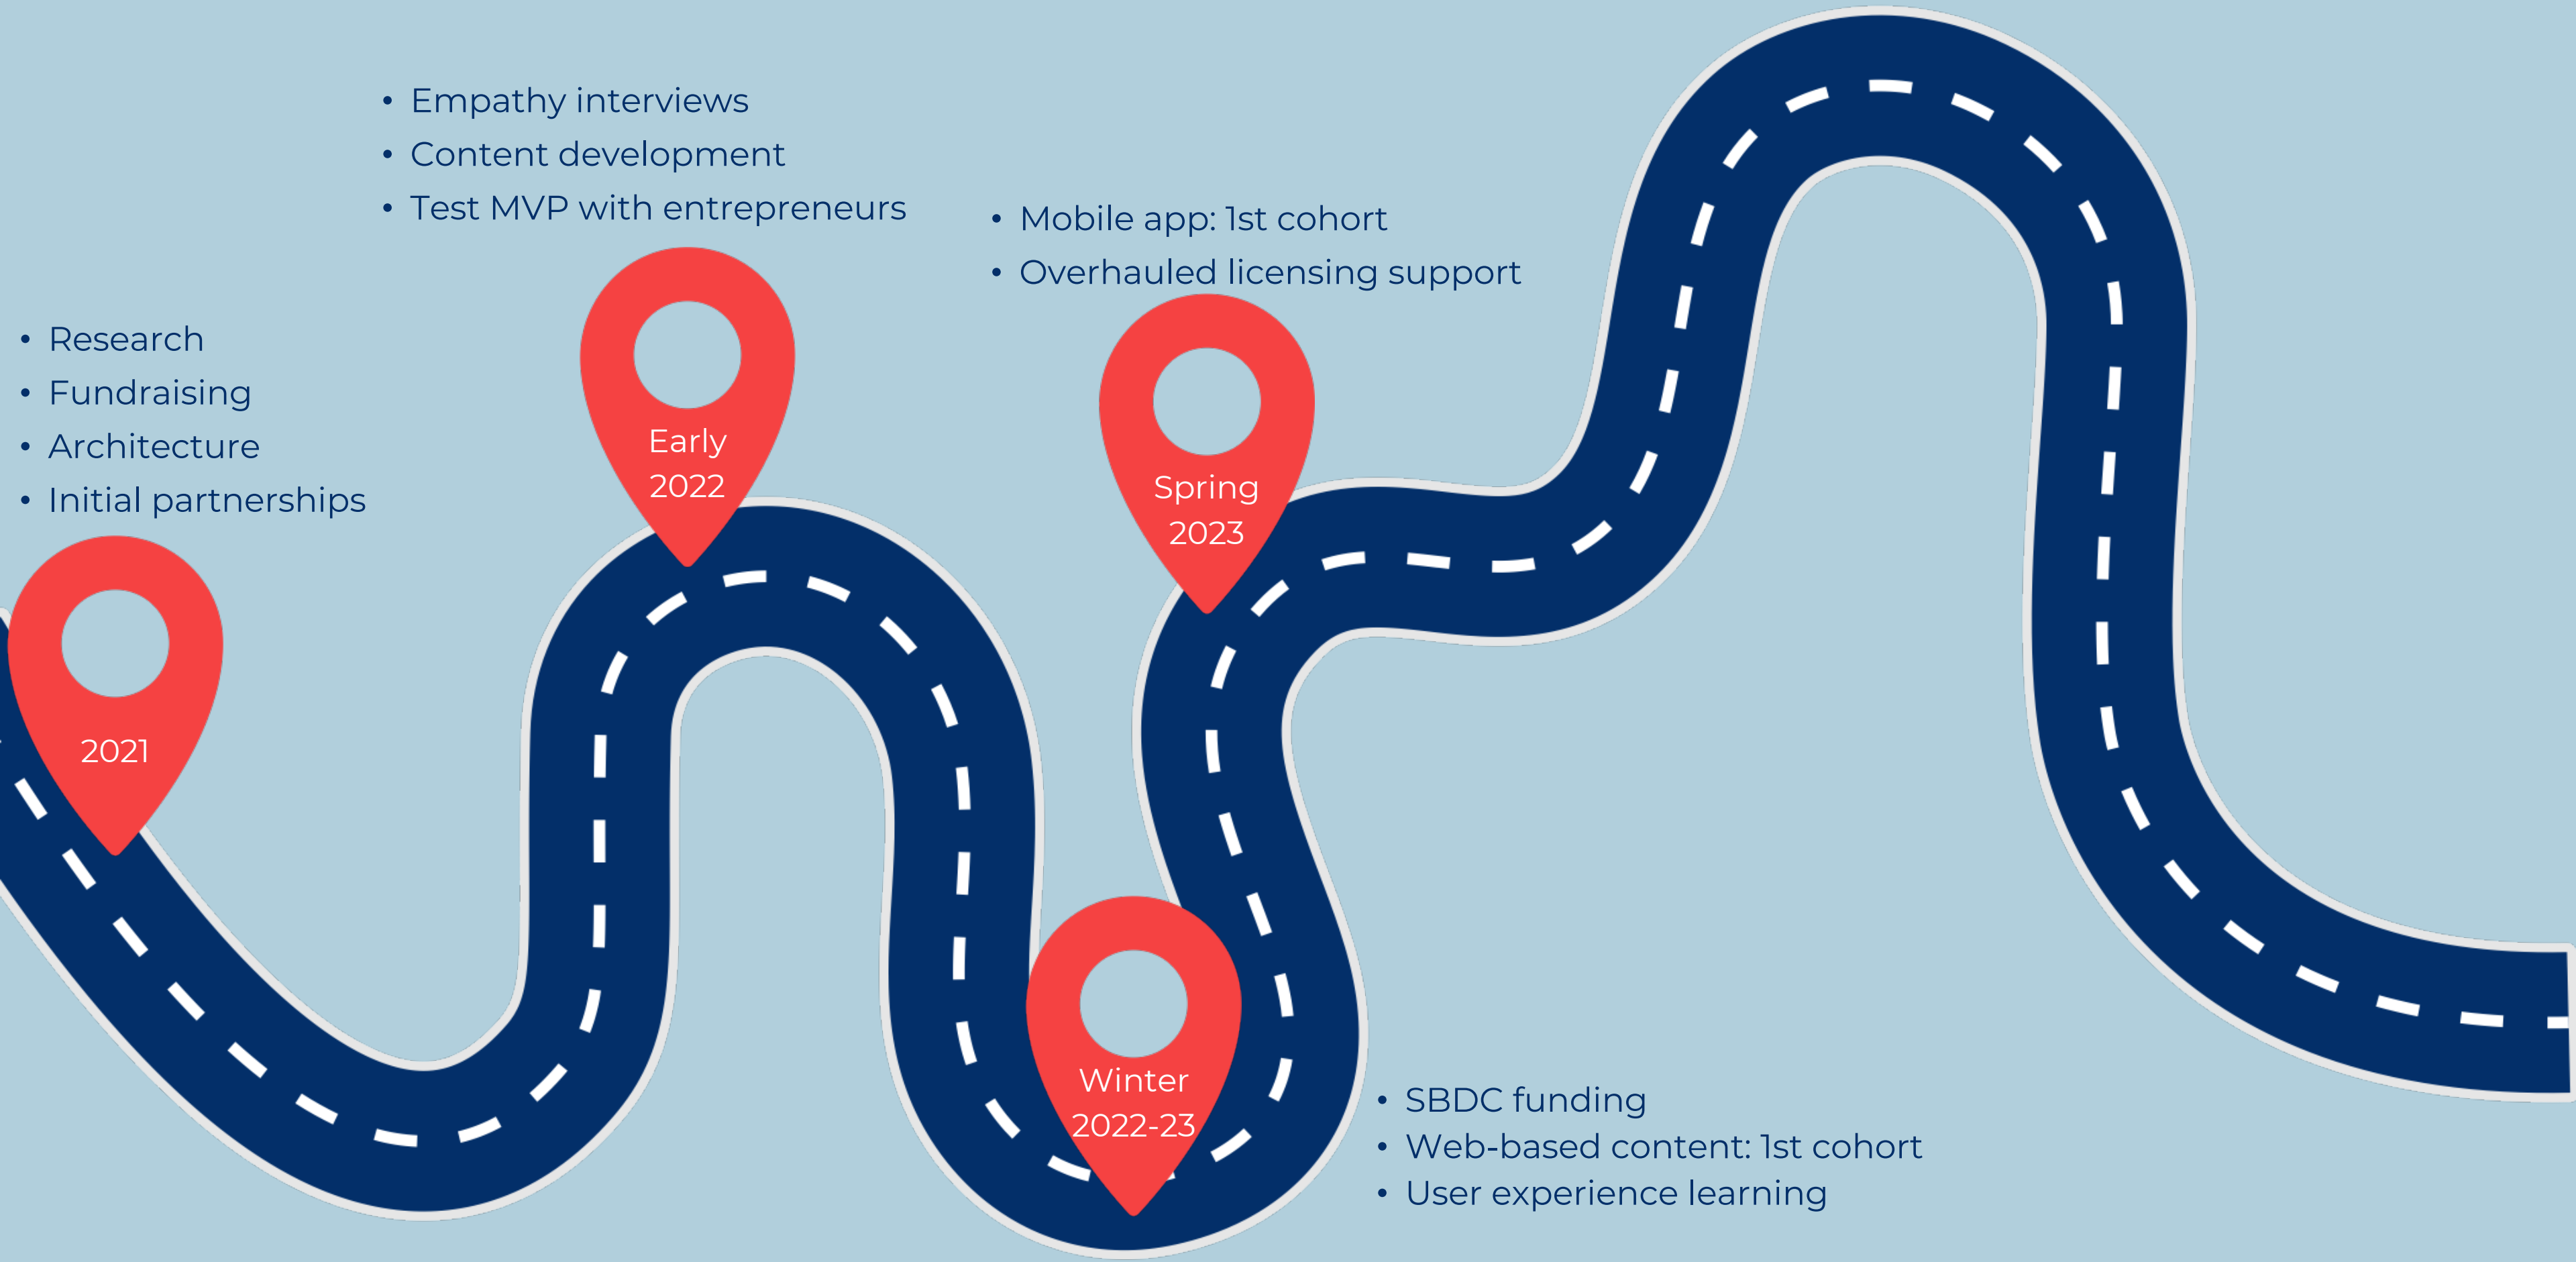 • Research
• Fundraising
• Architecture
• Initial partnerships
2021
• Empathy interviews
• Content development
• Test MVP with entrepreneurs
Early
2022
• SBDC funding
• Web-based content: 1st cohort
• User experience learning
Winter
2022-23
• Mobile app: 1st cohort
• Overhauled licensing support
Spring
2023